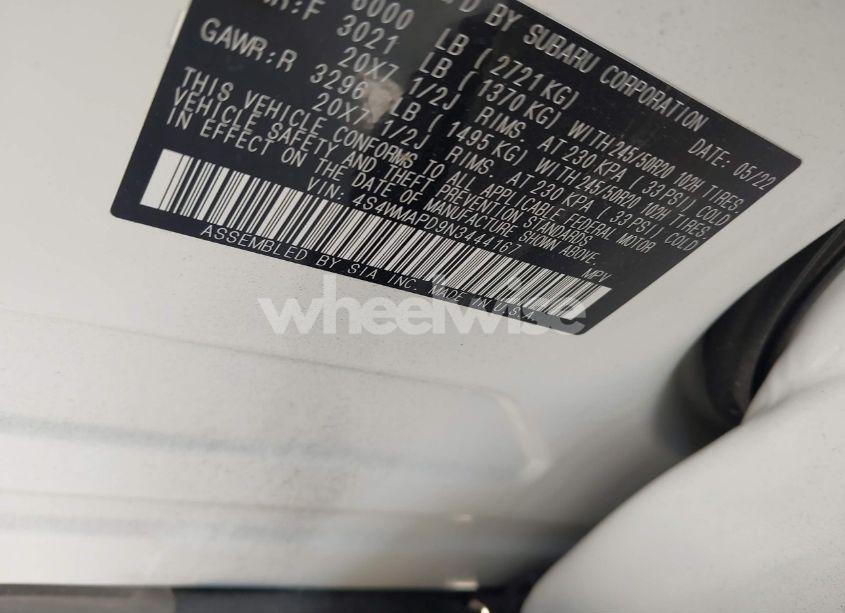 BY SUBARU CORPORATION
DATE: 05/22
6000 LB ( 2721 KG)
:F 3021 LB ( 1370 KG) WITH 245/50R20 102H TIRES,
20X7 1/2J RIMS, AT 230 KPA ( 33 PSI) COLD.
GAWR:R 3296 LB ( 1495 KG) WITH 245/50R20 102H TIRES,
20X7 1/2J RIMS, AT 230 KPA ( 33 PSI) COLD.
THIS VEHICLE CONFORMS TO ALL APPLICABLE FEDERAL MOTOR
VEHICLE SAFETY AND THEFT PREVENTION STANDARDS
IN EFFECT ON THE DATE OF MANUFACTURE SHOWN ABOVE.
VIN: 4S4WMAPD9N3444167 MPV
ASSEMBLED BY SIA INC. MADE IN U.S.A.
wheelwise